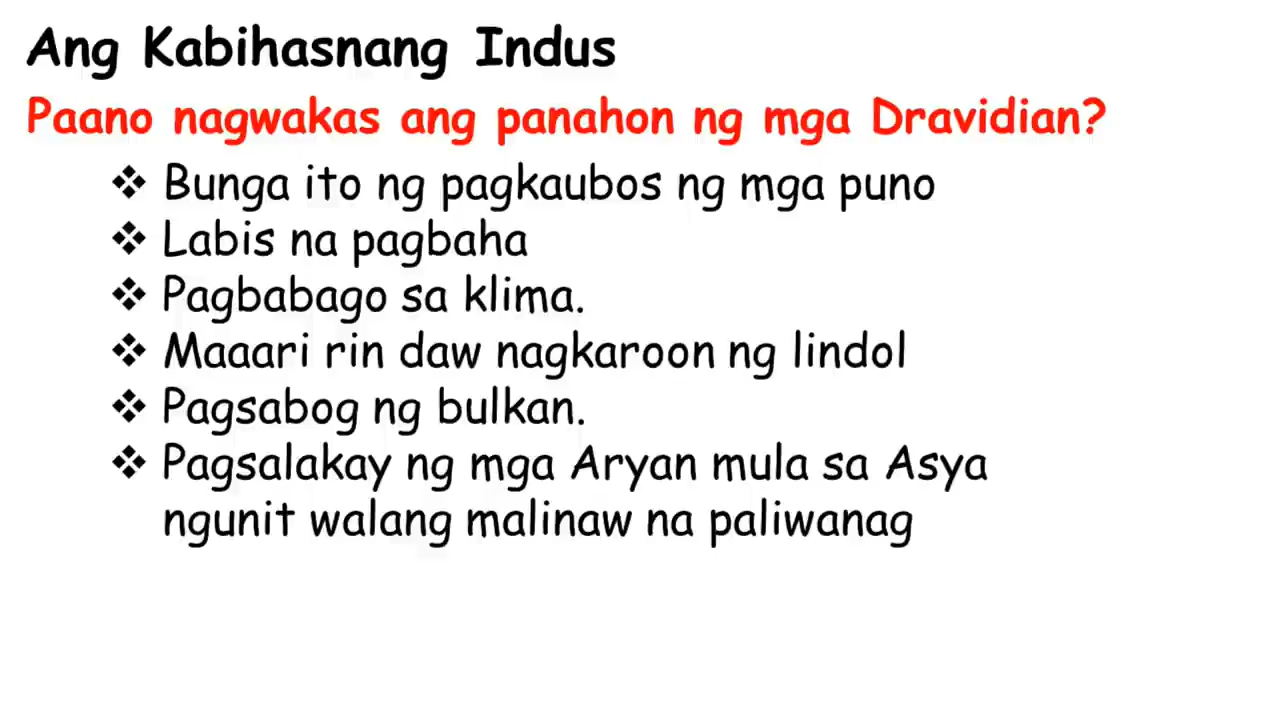 Ang Kabihasnang Indus
Paano nagwakas ang panahon ng mga Dravidian?
❖ Bunga ito ng pagkaubos ng mga puno
❖ Labis na pagbaha
❖ Pagbabago sa klima.
❖ Maaari rin daw nagkaroon ng lindol
❖ Pagsabog ng bulkan.
❖ Pagsalakay ng mga Aryan mula sa Asya
ngunit walang malinaw na paliwanag